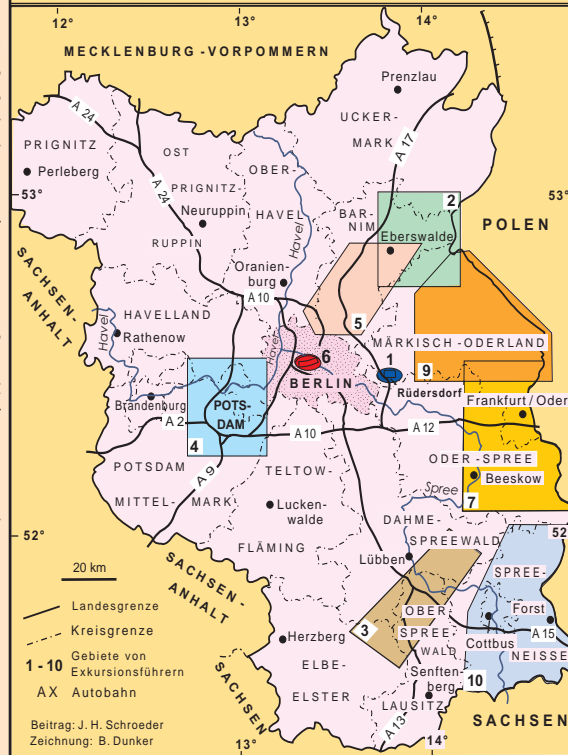 12°
13°
14°
MECKLENBURG - VORPOMMERN
Prenzlau
A 24
UCKER-
MARK
A 17
PRIGNITZ
Perleberg
OST
PRIGNITZ-
Neuruppin
RUPPIN
A 24
OBER-
HAVEL
Havel
53°
53°
BAR-
NIM
2
POLEN
Eberswalde
Oranien-
burg
A 10
SACHSEN-
ANHALT
HAVELLAND
Havel
Rathenow
5
MÄRKISCH-ODERLAND
Havel
6
BERLIN
1
Rüdersdorf
9
Brandenburg
POTS-
DAM
Frankfurt / Oder
A 2
4
A 10
A 12
A 9
POTSDAM
MITTEL-
MARK
TELTOW-
ODER-SPREE
Beeskow
Spree
7
Lucken-
walde
52°
DAHME-
SPREEWALD
52
FLÄMING
Lübben
SPREE-
SACHSEN-
ANHALT
20 km
OBER
SPREE-
WALD
Forst
A 15
Cottbus
NEISSE
3
Landesgrenze
Kreisgrenze
1 - 10 Gebiete von
Exkursionsführern
A X Autobahn
Herzberg
ELBE-
ELSTER
Senften-
berg
10
LAUSITZ
SACHSEN
SACHSEN
A 13
Beitrag: J. H. Schroeder
Zeichnung: B. Dunker
13°
14°